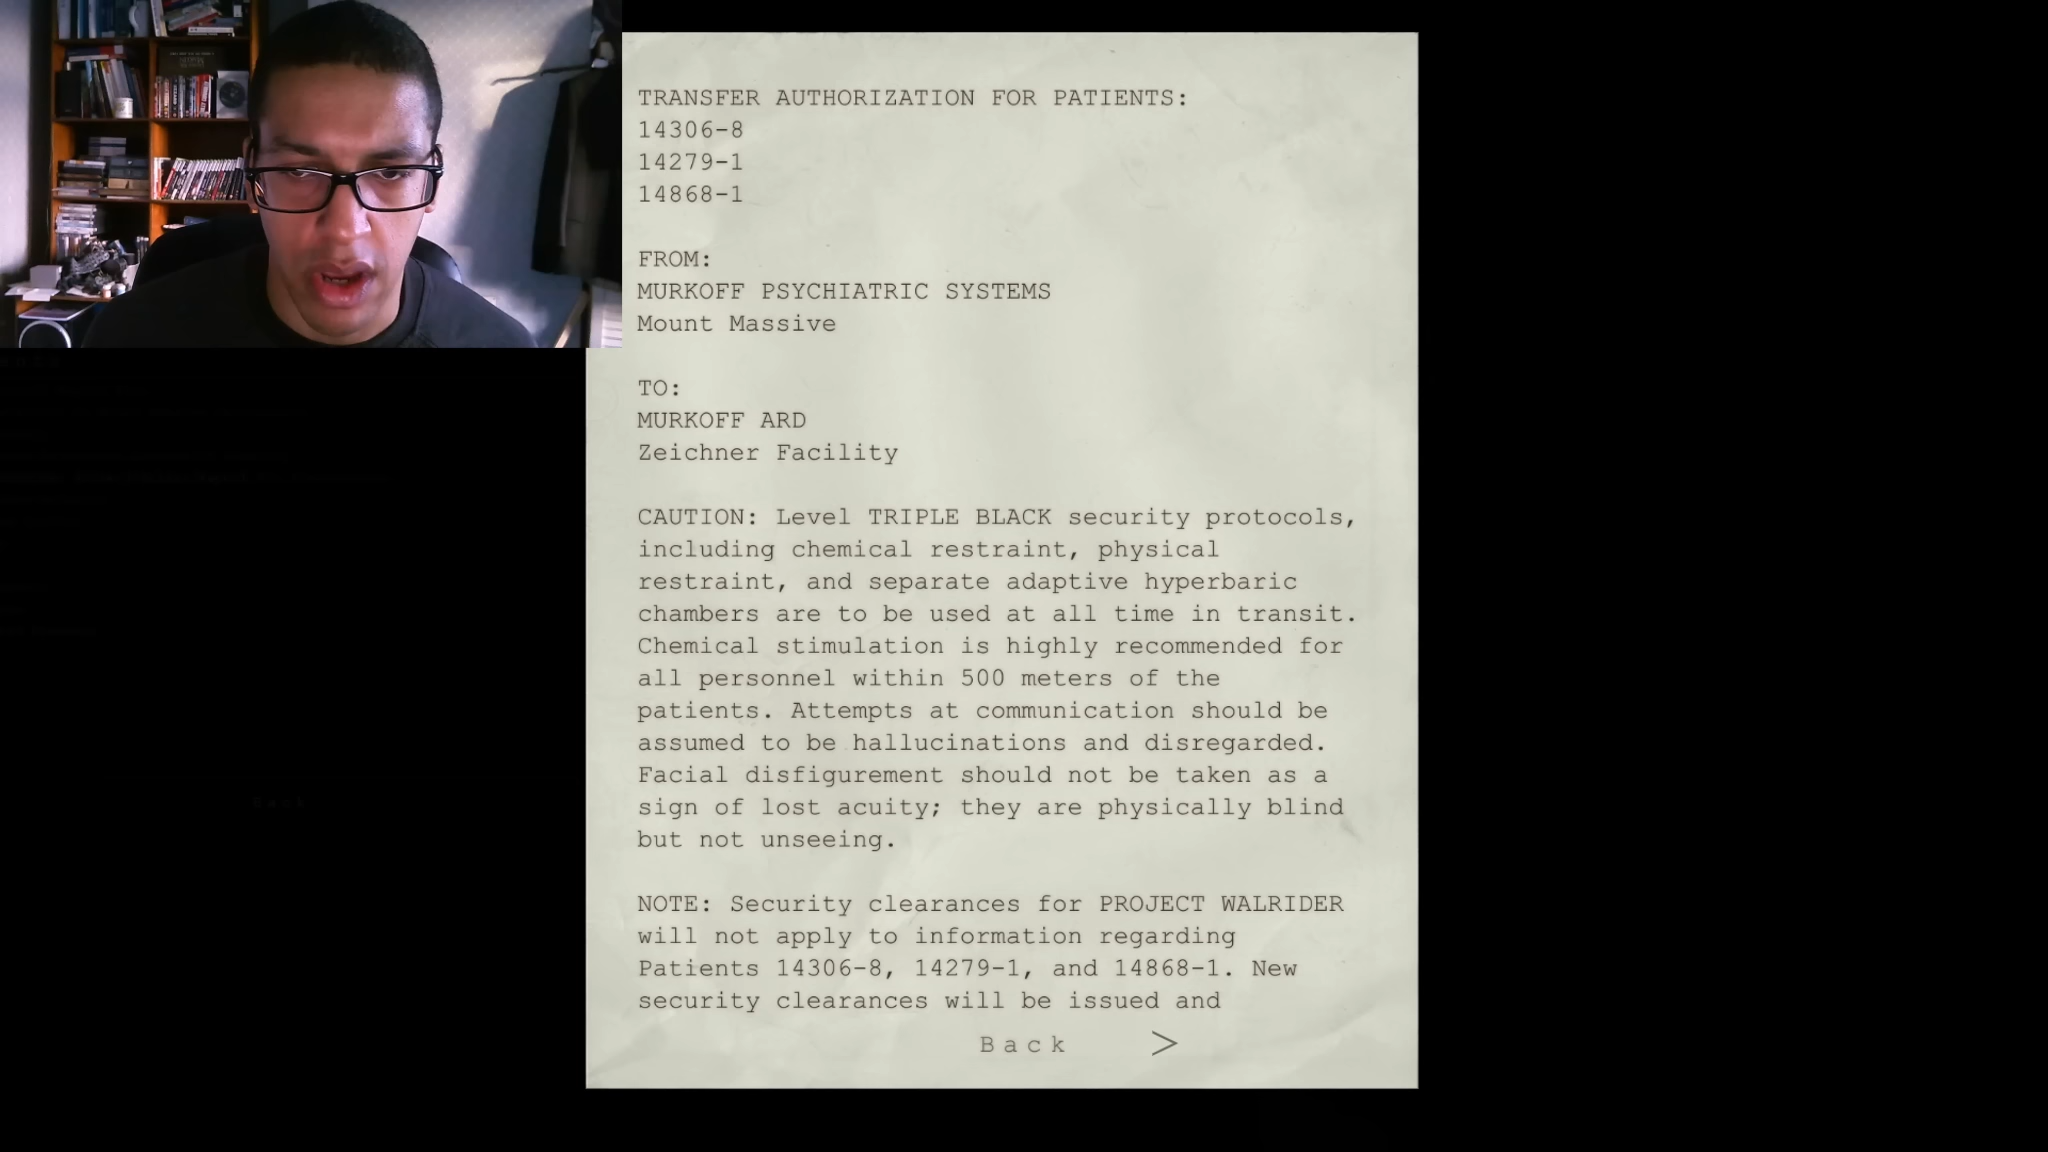 TRANSFER AUTHORIZATION FOR PATIENTS:
14306-8
14279-1
14868-1
FROM:
MURKOFF PSYCHIATRIC SYSTEMS
Mount Massive
TO:
MURKOFF ARD
Zeichner Facility
CAUTION: Level TRIPLE BLACK security protocols,
including chemical restraint, physical
restraint, and separate adaptive hyperbaric
chambers are to be used at all time in transit.
Chemical stimulation is highly recommended for
all personnel within 500 meters of the
patients. Attempts at communication should be
assumed to be hallucinations and disregarded.
Facial disfigurement should not be taken as a
sign of lost acuity; they are physically blind
but not unseeing.
NOTE: Security clearances for PROJECT WALRIDER
will not apply to information regarding
Patients 14306-8, 14279-1, and 14868-1. New
security clearances will be issued and
Back >
Back